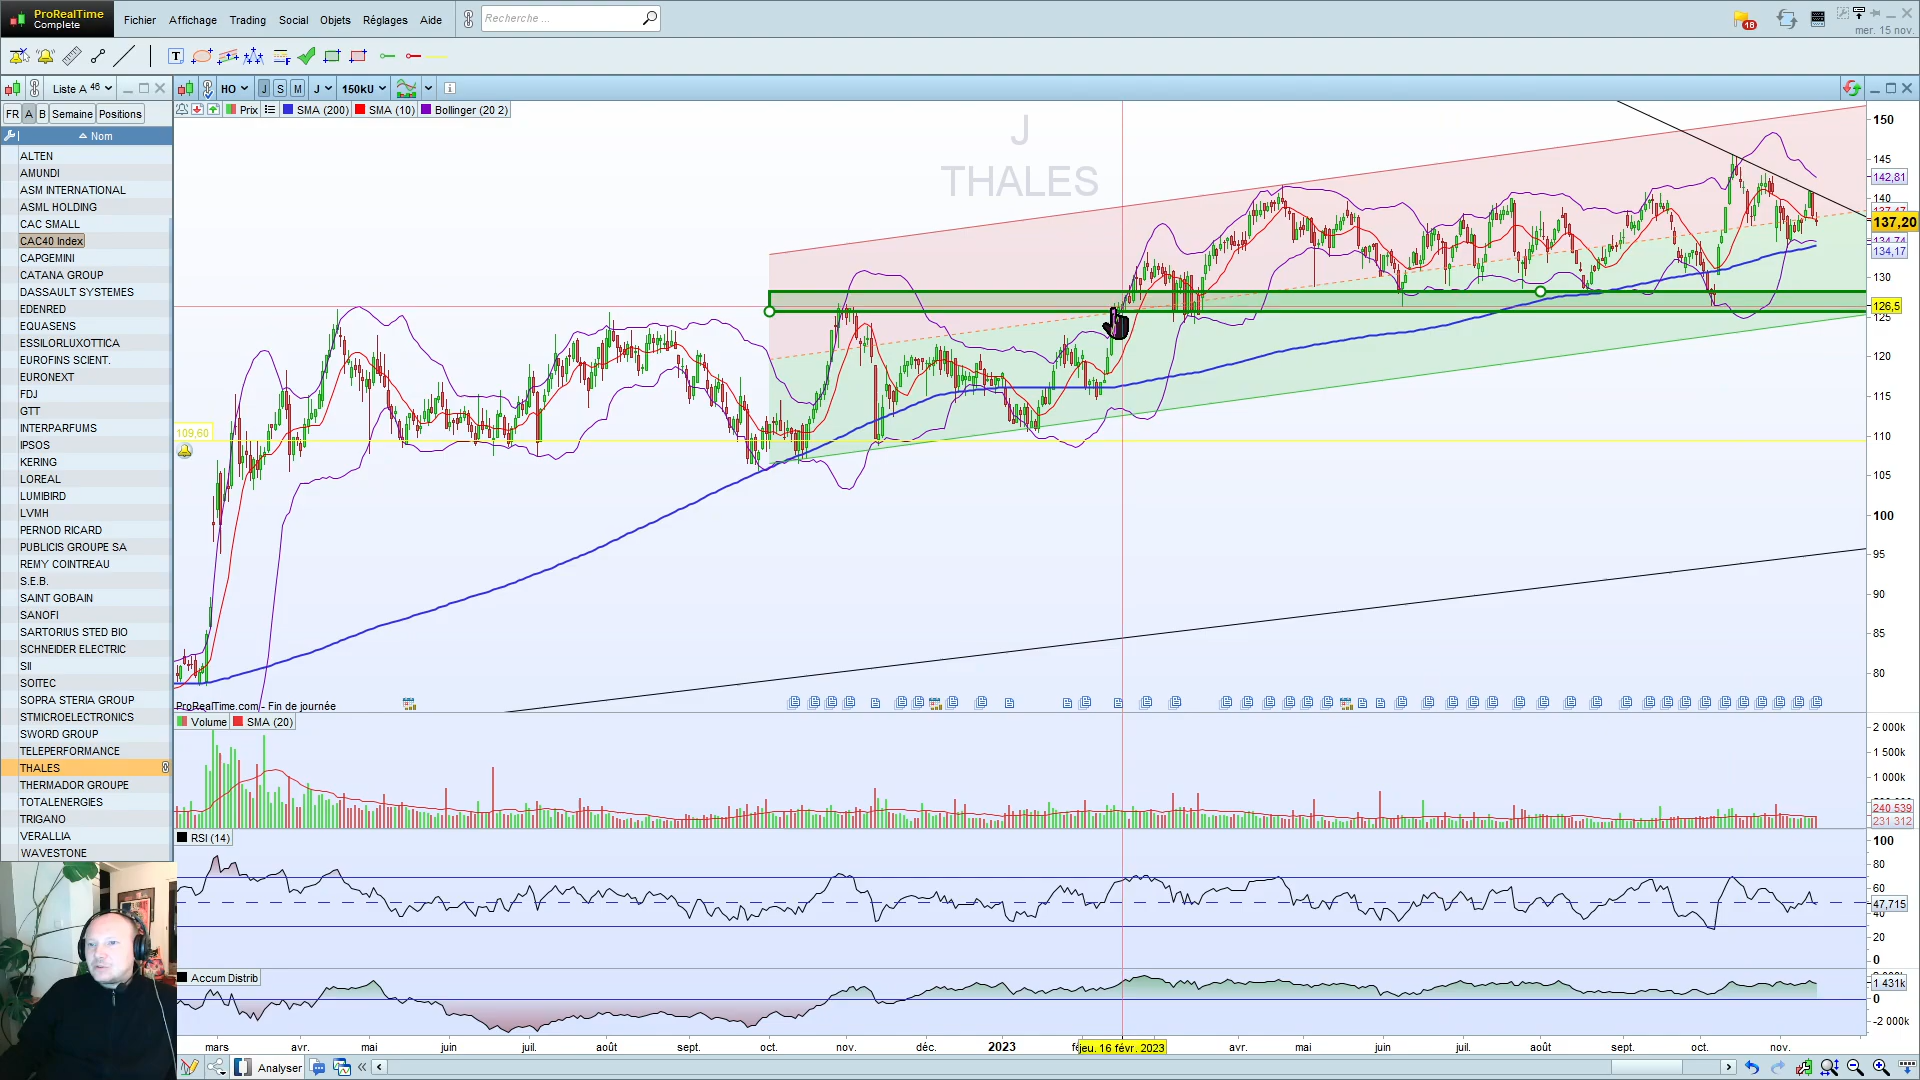 ProRealTime
Complete
Fichier Affichage Trading Social Objets Réglages Aide
Recherche ...
18
mer. 15 nov.
T
F
Liste A 46
HO J S M J 150kU
FR A B Semaine Positions
Prix SMA (200) SMA (10) Bollinger (20 2)
Nom
ALTEN
AMUNDI
ASM INTERNATIONAL
ASML HOLDING
CAC SMALL
CAC40 Index
CAPGEMINI
CATANA GROUP
DASSAULT SYSTEMES
EDENRED
EQUASENS
ESSILORLUXOTTICA
EUROFINS SCIENT.
EURONEXT
FDJ
GTT
INTERPARFUMS
IPSOS
KERING
LOREAL
LUMIBIRD
LVMH
PERNOD RICARD
PUBLICIS GROUPE SA
REMY COINTREAU
S.E.B.
SAINT GOBAIN
SANOFI
SARTORIUS STED BIO
SCHNEIDER ELECTRIC
SII
SOITEC
SOPRA STERIA GROUP
STMICROELECTRONICS
SWORD GROUP
TELEPERFORMANCE
THALES
THERMADOR GROUPE
TOTALENERGIES
TRIGANO
VERALLIA
WAVESTONE
J
THALES
109,60
150
145
142,81
140
137,20
134,17
130
126,5
125
120
115
110
105
100
95
90
85
80
ProRealTime.com - Fin de journée
Volume SMA (20)
2 000k
1 500k
1 000k
240 539
231 312
RSI (14)
100
80
60
47,715
40
20
0
Accum Distrib
1 431k
0
-2 000k
mars avr. mai juin juil. août sept. oct. nov. déc. 2023 jeu. 16 févr. 2023 avr. mai juin juil. août sept. oct. nov.
Analyser